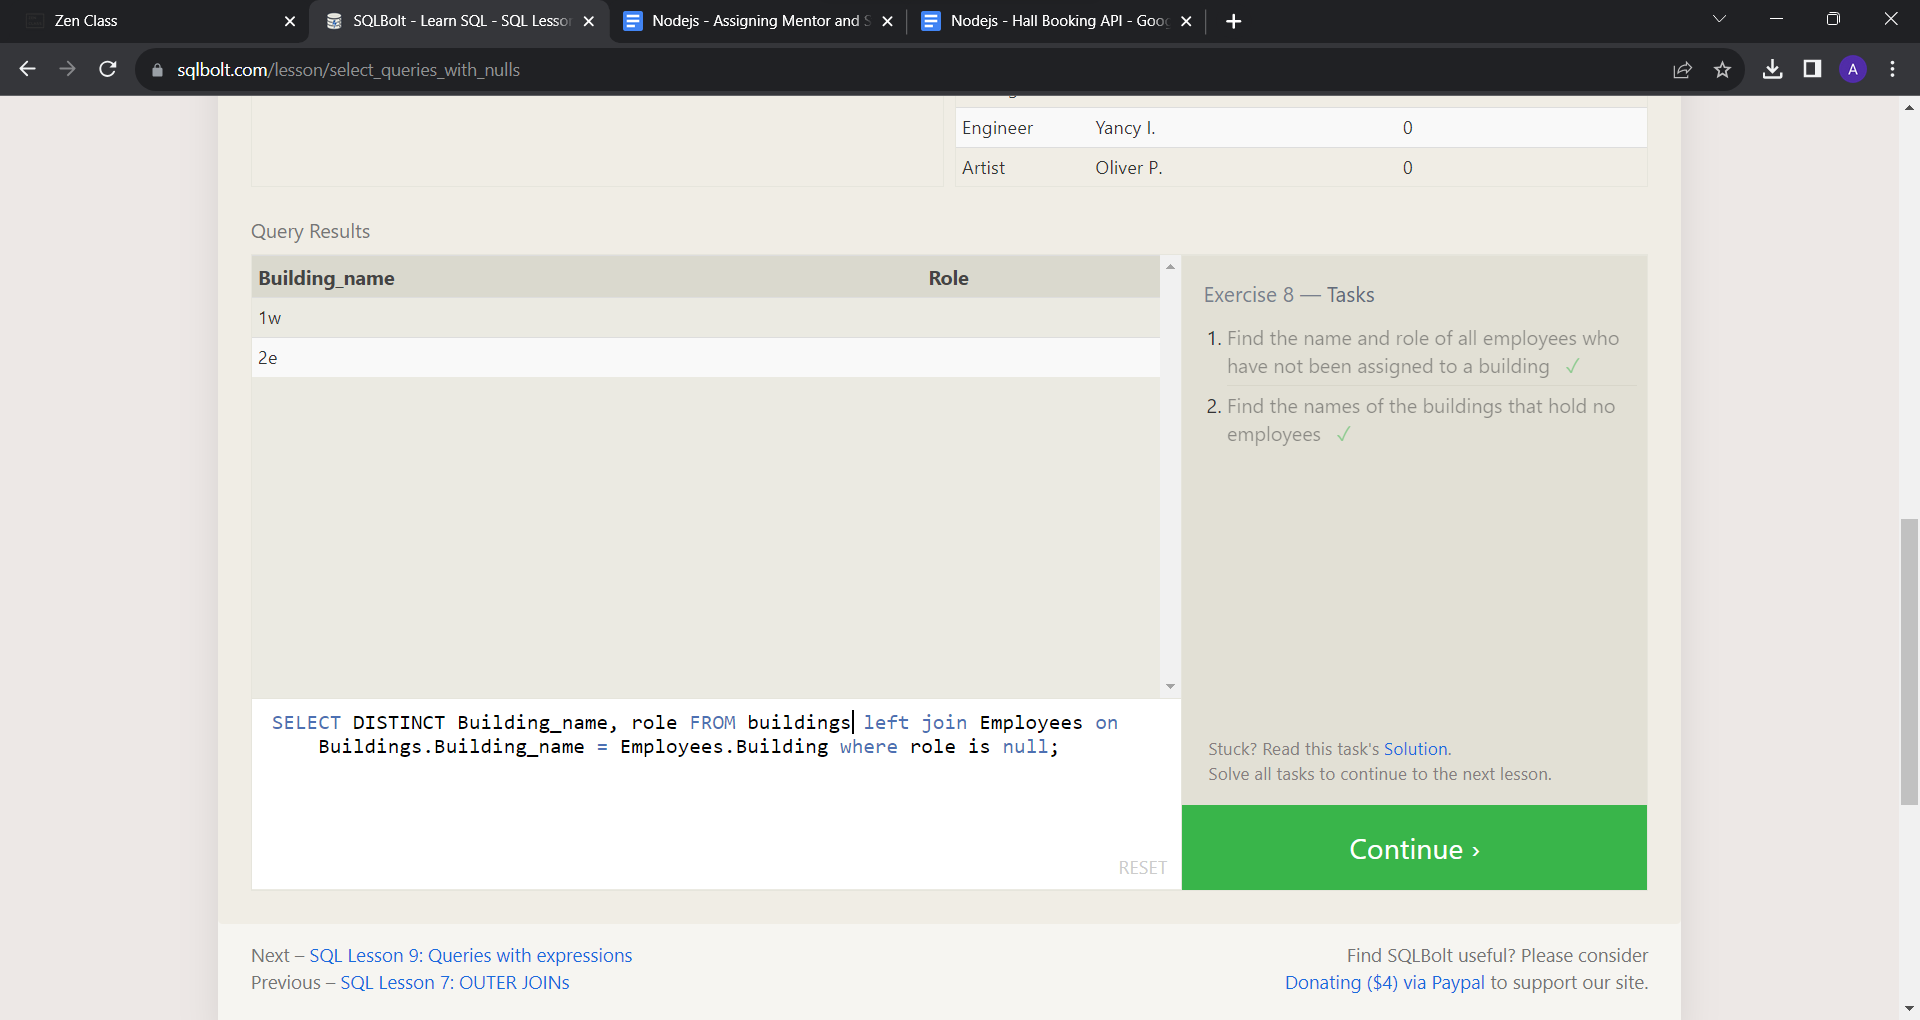 Zen Class
SQLBolt - Learn SQL - SQL Lesson
Nodejs - Assigning Mentor and S
Nodejs - Hall Booking API - Goog
sqlbolt.com/lesson/select_queries_with_nulls
A
Engineer Yancy I. 0
Artist Oliver P. 0
Query Results
Building_name Role
1w
2e
Exercise 8 — Tasks
1. Find the name and role of all employees who
have not been assigned to a building ✓
2. Find the names of the buildings that hold no
employees ✓
SELECT DISTINCT Building_name, role FROM buildings left join Employees on
Buildings.Building_name = Employees.Building where role is null;
RESET
Stuck? Read this task's Solution.
Solve all tasks to continue to the next lesson.
Continue ›
Next – SQL Lesson 9: Queries with expressions
Previous – SQL Lesson 7: OUTER JOINs
Find SQLBolt useful? Please consider
Donating ($4) via Paypal to support our site.